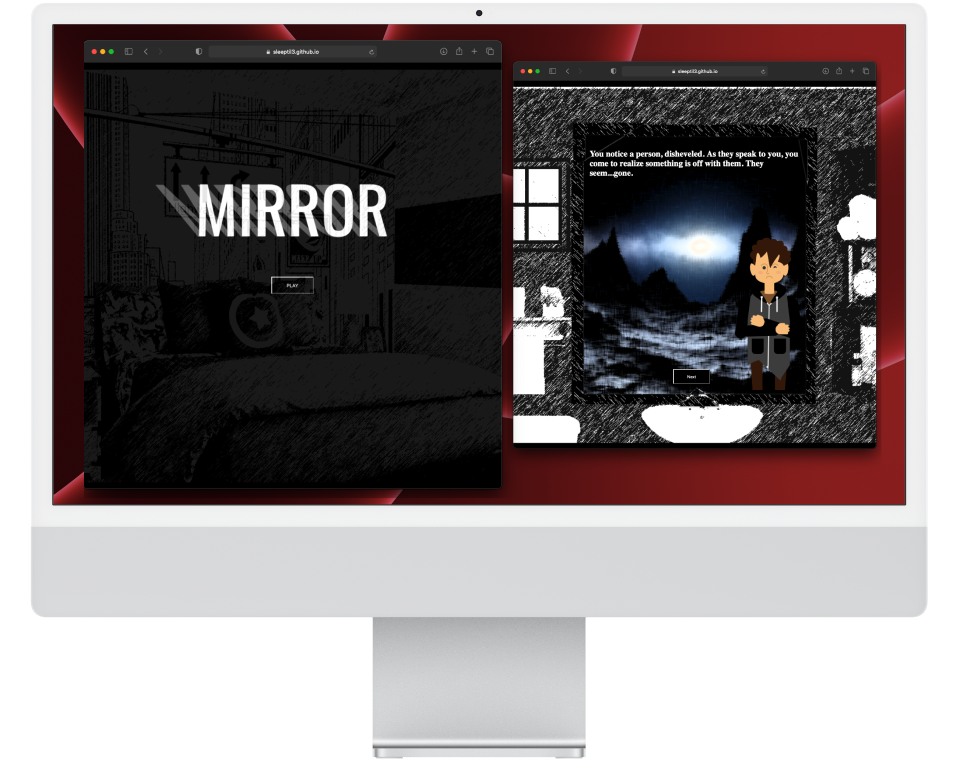 sleeptil3.github.io
MIRROR
PLAY
sleeptil3.github.io
You notice a person, disheveled. As they speak to you, you
come to realize something is off with them. They
seem...gone.
Next